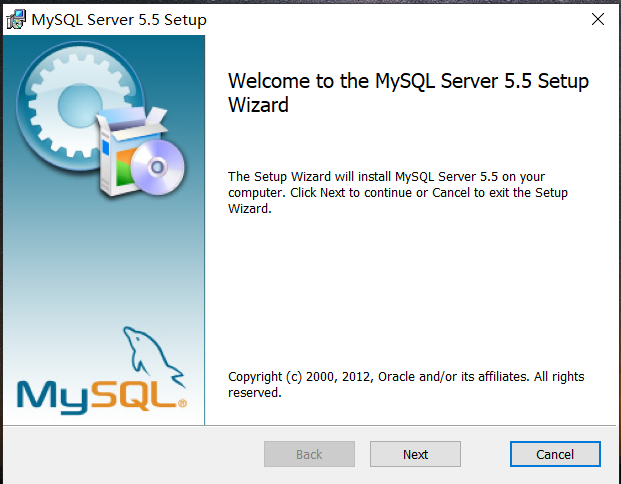 MySQL Server 5.5 Setup
Welcome to the MySQL Server 5.5 Setup
Wizard
The Setup Wizard will install MySQL Server 5.5 on your
computer. Click Next to continue or Cancel to exit the Setup
Wizard.
MySQL®
Copyright (c) 2000, 2012, Oracle and/or its affiliates. All rights
reserved.
Back
Next
Cancel